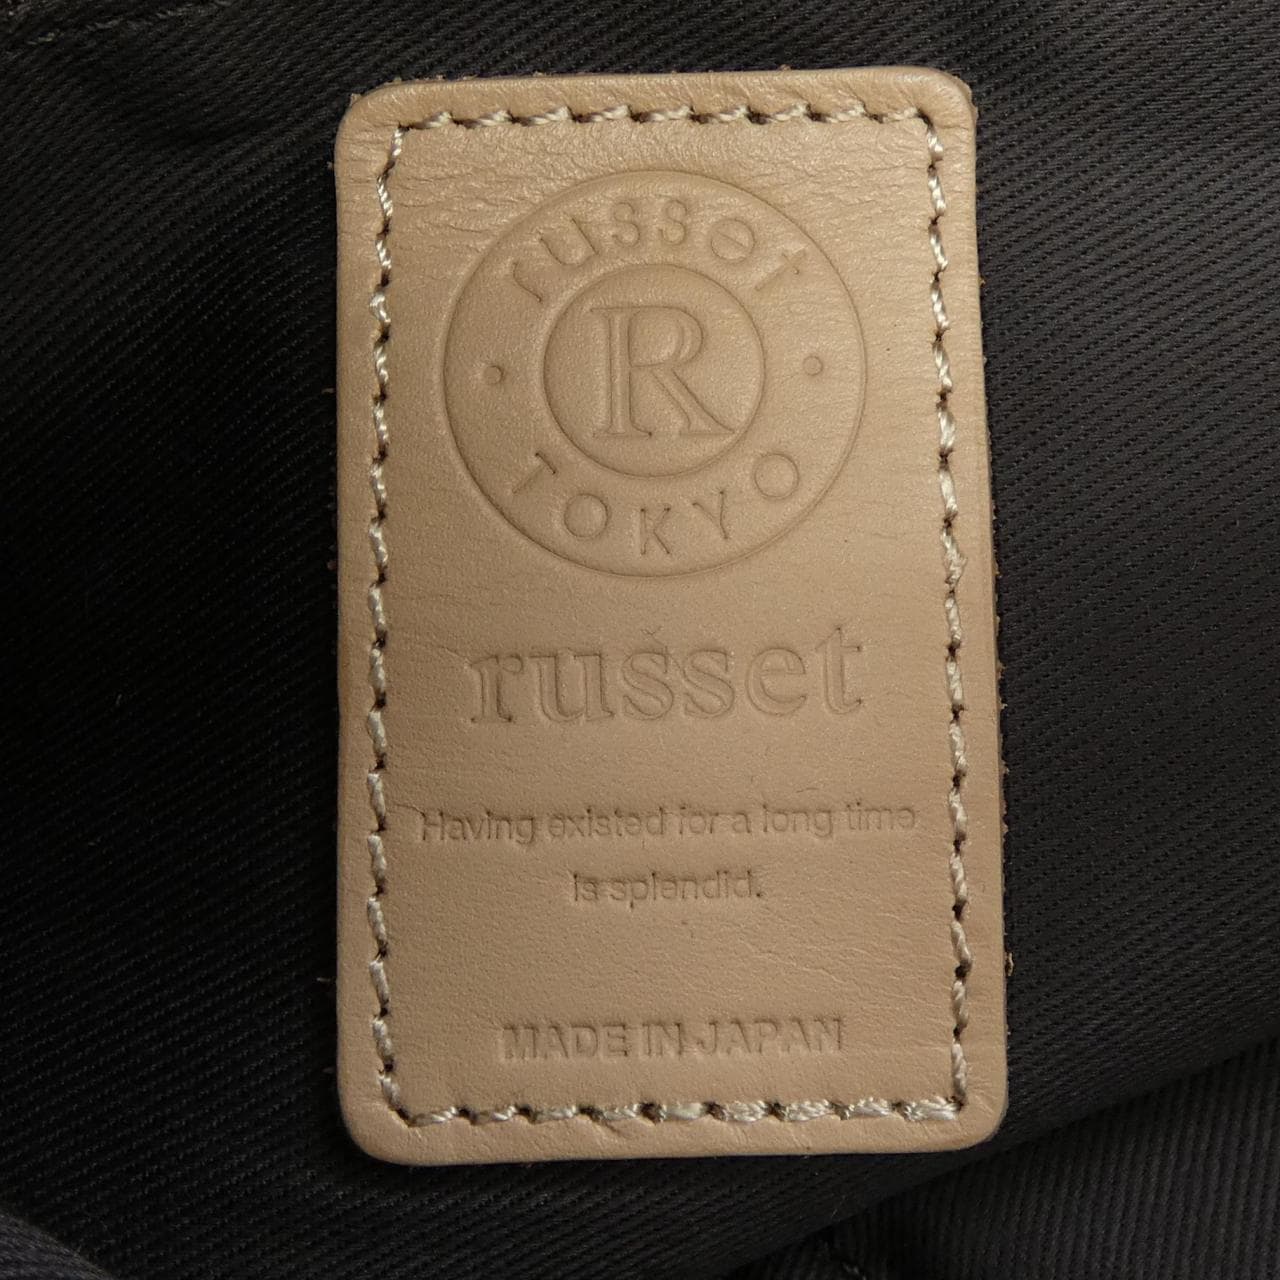 russet
R
TOKYO
russet
Having existed for a long time
is splendid.
MADE IN JAPAN